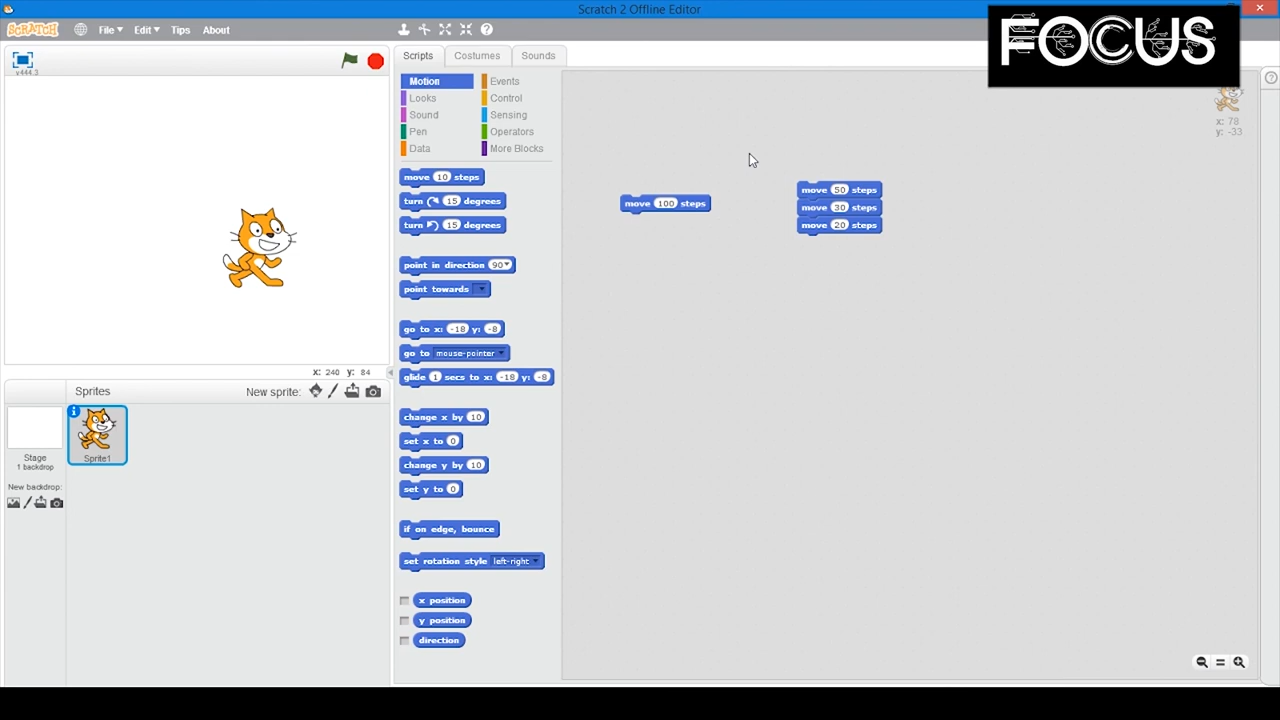 Scratch 2 Offline Editor
FOCUS
SCRATCH
File Edit Tips About
v444.3
Scripts Costumes Sounds
Motion Events
Looks Control
Sound Sensing
Pen Operators
Data More Blocks
x: 78
y: -33
move 10 steps
turn 15 degrees
turn 15 degrees
point in direction 90
point towards
go to x: -18 y: -8
go to mouse-pointer
glide 1 secs to x: -18 y: -8
change x by 10
set x to 0
change y by 10
set y to 0
if on edge, bounce
set rotation style left-right
x position
y position
direction
move 100 steps
move 50 steps
move 30 steps
move 20 steps
x: 240 y: 84
Sprites New sprite:
Stage
1 backdrop
New backdrop:
Sprite1